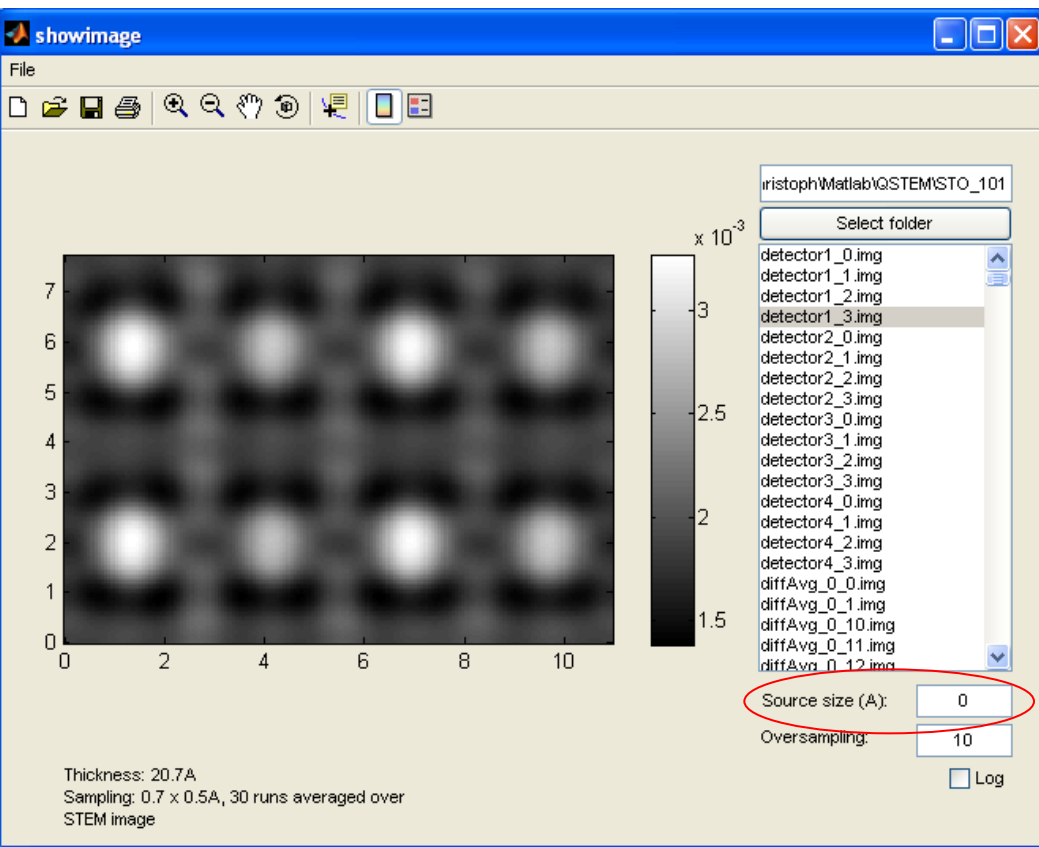 showimage
File
ıristoph\Matlab\QSTEM\STO_101
Select folder
x 10^-3
detector1_0.img
detector1_1.img
detector1_2.img
detector1_3.img
detector2_0.img
detector2_1.img
detector2_2.img
detector2_3.img
detector3_0.img
detector3_1.img
detector3_2.img
detector3_3.img
detector4_0.img
detector4_1.img
detector4_2.img
detector4_3.img
diffAvg_0_0.img
diffAvg_0_1.img
diffAvg_0_10.img
diffAvg_0_11.img
diffAvg_0_12.img
7
6
5
4
3
2
1
0
0 2 4 6 8 10
3
2.5
2
1.5
Source size (A): 0
Oversampling: 10
Log
Thickness: 20.7A
Sampling: 0.7 x 0.5A, 30 runs averaged over
STEM image